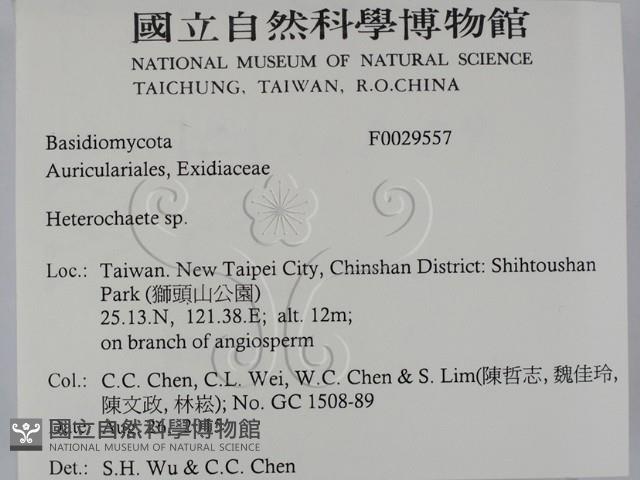 國立自然科學博物館
NATIONAL MUSEUM OF NATURAL SCIENCE
TAICHUNG, TAIWAN, R.O.CHINA
Basidiomycota F0029557
Auriculariales, Exidiaceae
Heterochaete sp.
Loc.: Taiwan. New Taipei City, Chinshan District: Shihtoushan
Park (獅頭山公園)
25.13.N, 121.38.E; alt. 12m;
on branch of angiosperm
Col.: C.C. Chen, C.L. Wei, W.C. Chen & S. Lim(陳哲志, 魏佳玲,
陳文政, 林崧); No. GC 1508-89
Date: Aug. 26, 2015
國立自然科學博物館
NATIONAL MUSEUM OF NATURAL SCIENCE
Det.: S.H. Wu & C.C. Chen